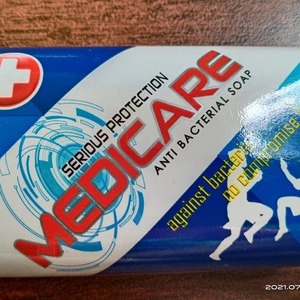 SERIOUS PROTECTION
MEDICARE
ANTI BACTERIAL SOAP
against bacteria
no compromise
2021.07